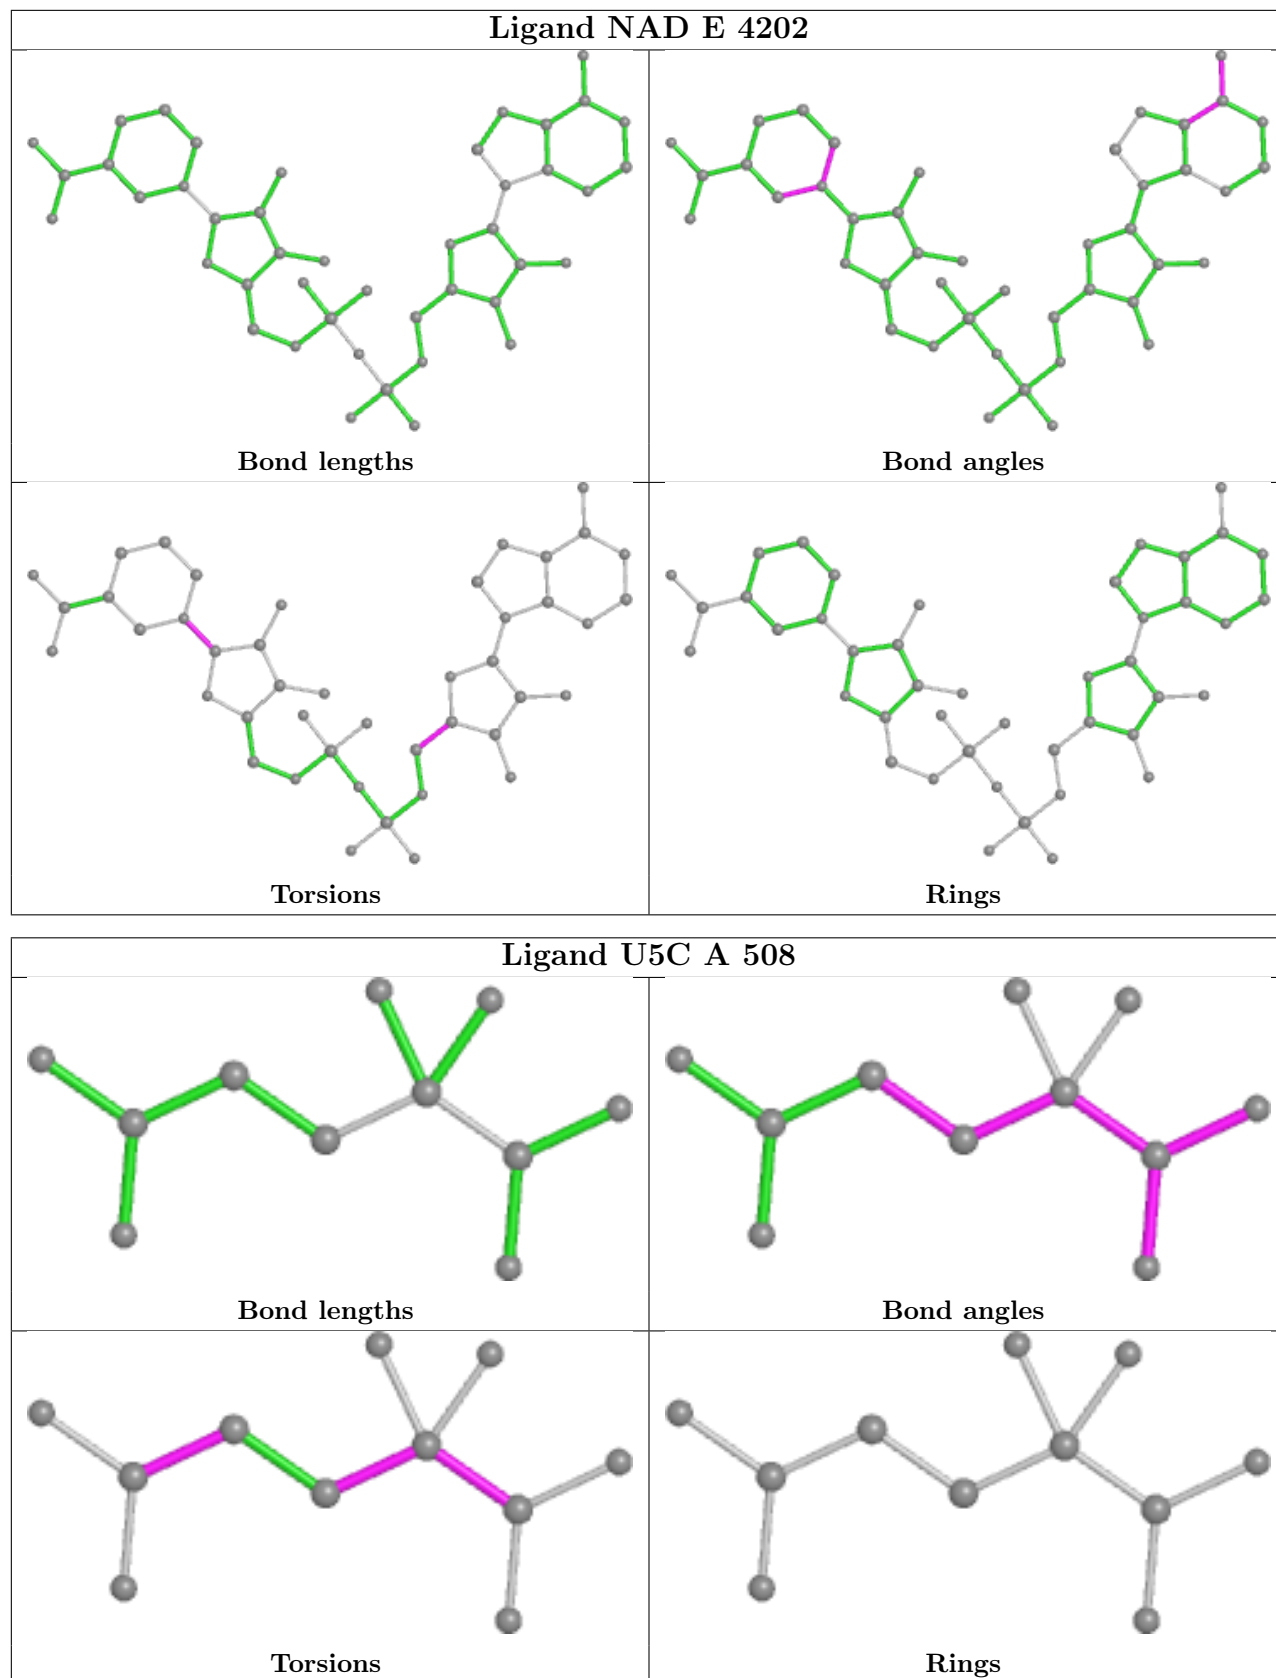 Ligand NAD E 4202
Bond lengths
Bond angles
Torsions
Rings
Ligand U5C A 508
Bond lengths
Bond angles
Torsions
Rings